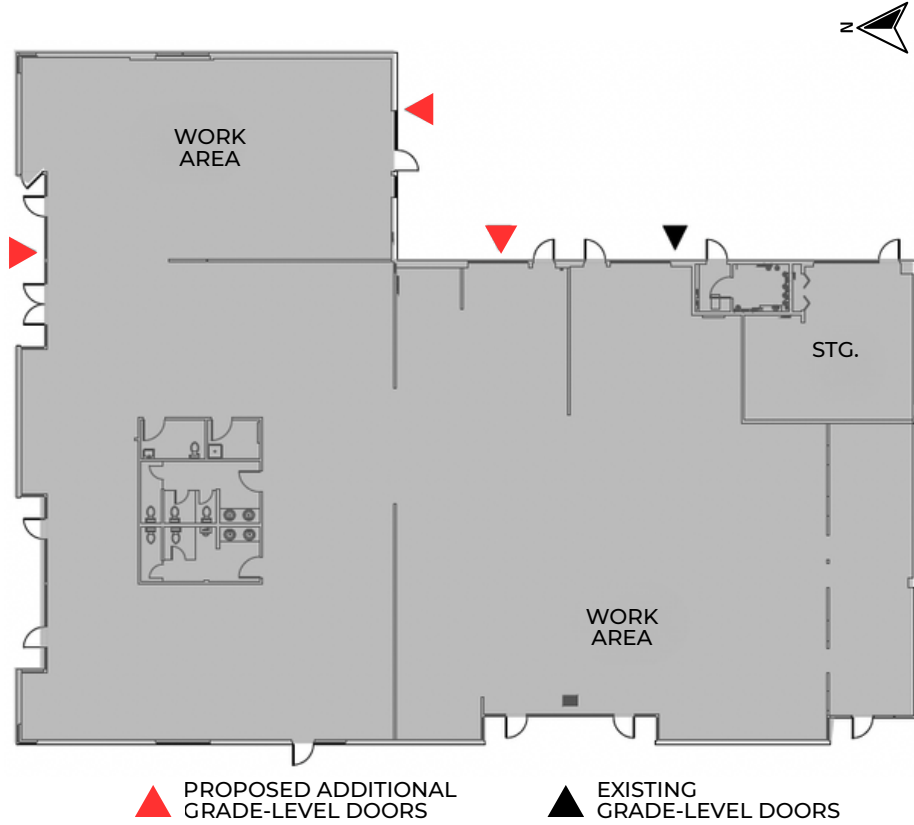 N
WORK
AREA
STG.
WORK
AREA
PROPOSED ADDITIONAL
GRADE-LEVEL DOORS
EXISTING
GRADE-LEVEL DOORS